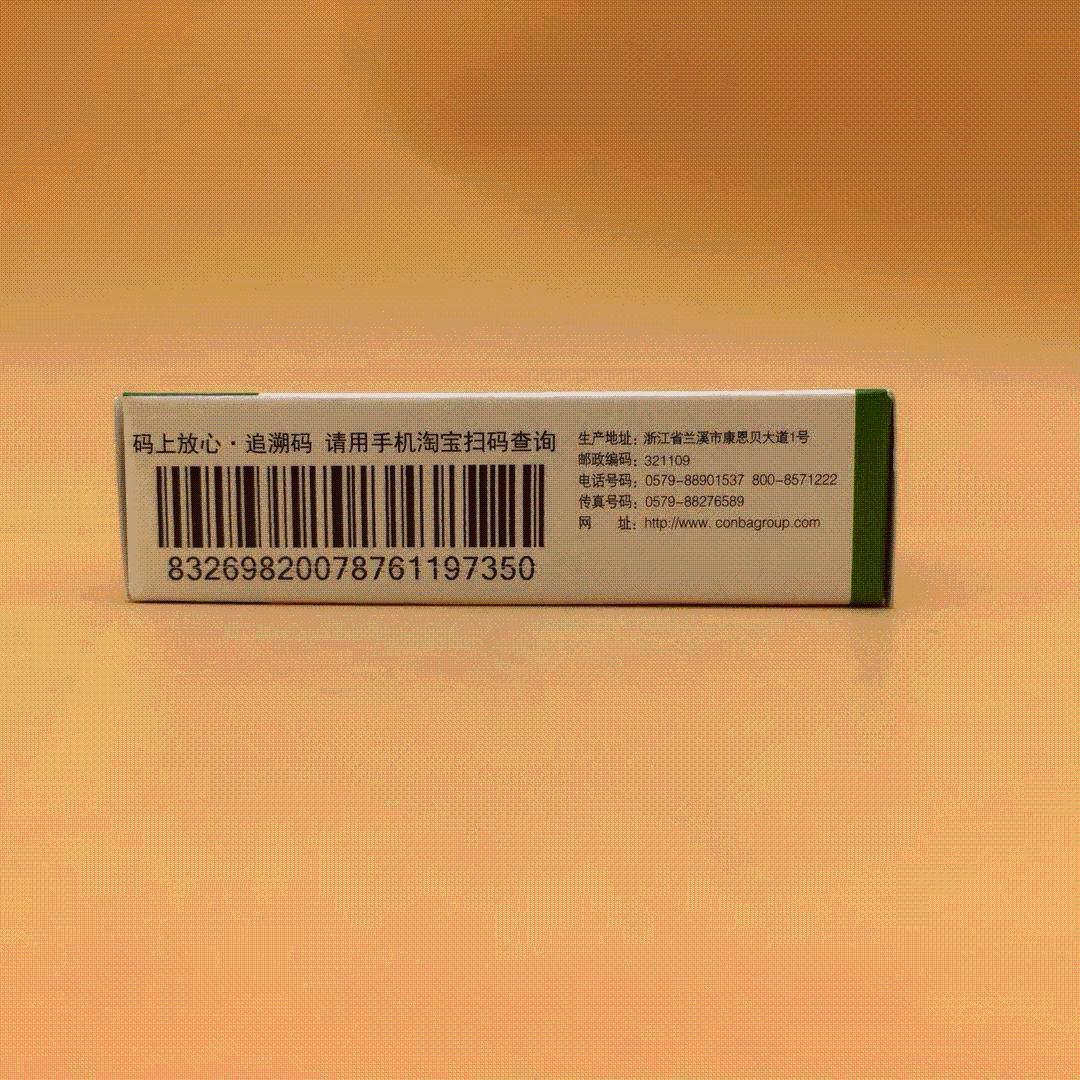 码上放心·追溯码 请用手机淘宝扫码查询
83269820078761197350
生产地址：浙江省兰溪市康恩贝大道1号
邮政编码：321109
电话号码：0579-88901537 800-8571222
传真号码：0579-88276589
网 址：http://www. conbagroup.com